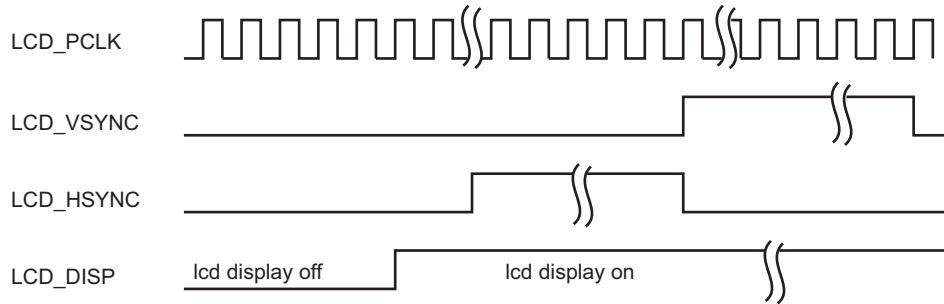 LCD_PCLK
LCD_VSYNC
LCD_HSYNC
LCD_DISP
lcd display off
lcd display on